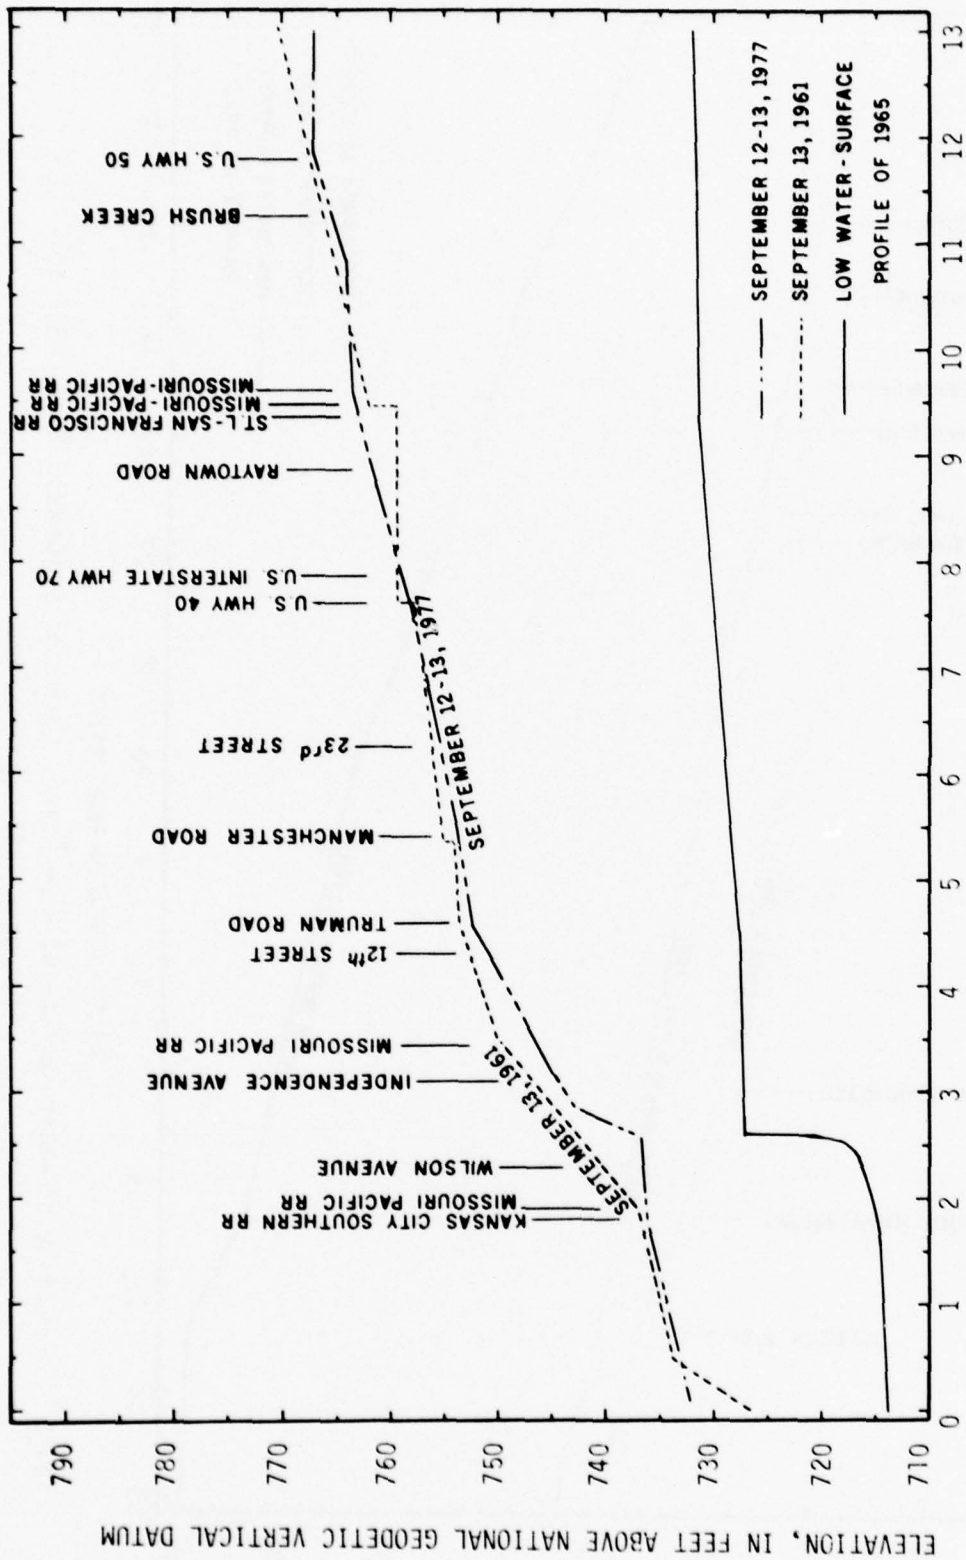 ELEVATION, IN FEET ABOVE NATIONAL GEODETIC VERTICAL DATUM
790
780
770
760
750
740
730
720
710
0 1 2 3 4 5 6 7 8 9 10 11 12 13
KANSAS CITY SOUTHERN RR
MISSOURI PACIFIC RR
WILSON AVENUE
INDEPENDENCE AVENUE
MISSOURI PACIFIC RR
12th STREET
TRUMAN ROAD
MANCHESTER ROAD
23rd STREET
U.S. HWY 40
U.S. INTERSTATE HWY 70
RAYTOWN ROAD
ST.L-SAN FRANCISCO RR
MISSOURI-PACIFIC RR
MISSOURI-PACIFIC RR
BRUSH CREEK
U.S. HWY 50
SEPTEMBER 13, 1961
SEPTEMBER 12-13, 1977
SEPTEMBER 12-13, 1977
SEPTEMBER 13, 1961
LOW WATER-SURFACE
PROFILE OF 1965